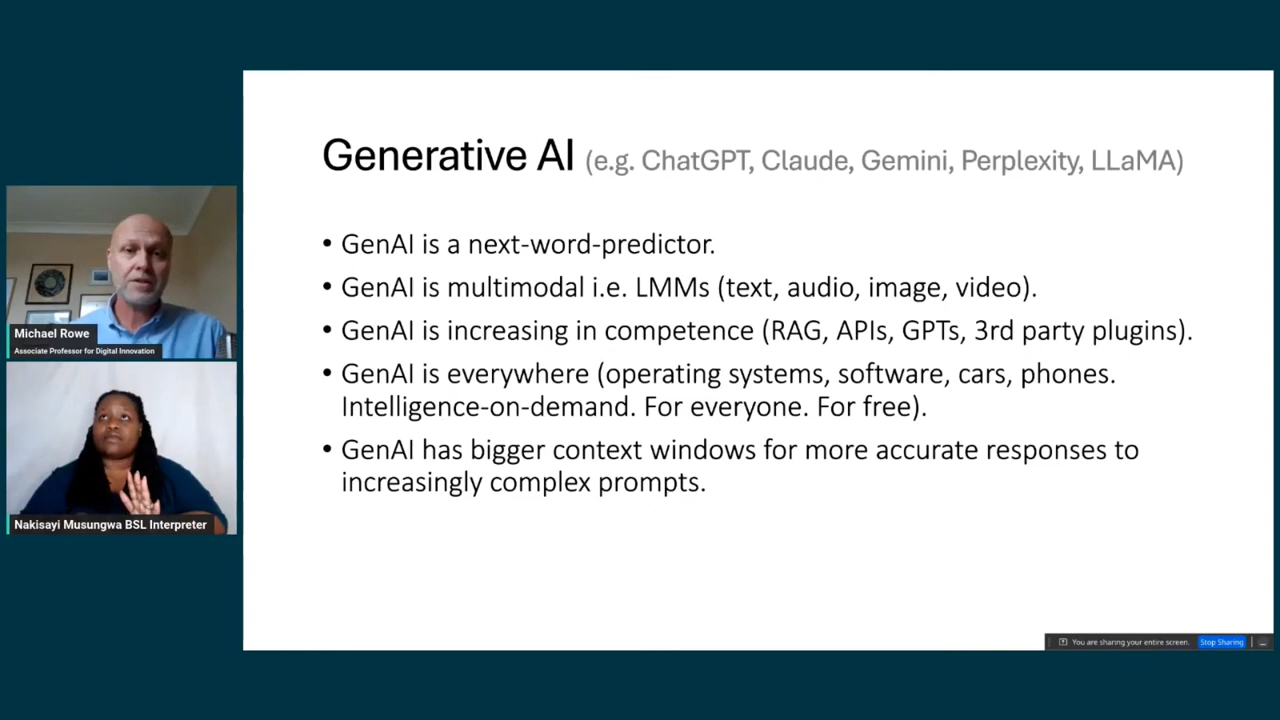 Generative AI (e.g. ChatGPT, Claude, Gemini, Perplexity, LLaMA)
• GenAI is a next-word-predictor.
• GenAI is multimodal i.e. LMMs (text, audio, image, video).
• GenAI is increasing in competence (RAG, APIs, GPTs, 3rd party plugins).
• GenAI is everywhere (operating systems, software, cars, phones.
Intelligence-on-demand. For everyone. For free).
• GenAI has bigger context windows for more accurate responses to
increasingly complex prompts.
Michael Rowe
Associate Professor for Digital Innovation
Nakisayi Musungwa BSL Interpreter
You are sharing your entire screen. Stop Sharing